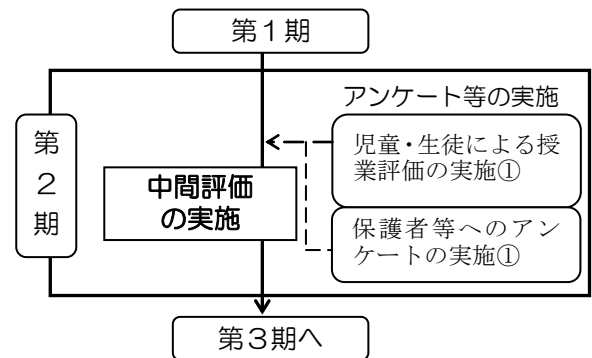 第１期
アンケート等の実施
第
２
期
児童・生徒による授
業評価の実施①
中間評価
の実施
保護者等へのアン
ケートの実施①
第３期へ